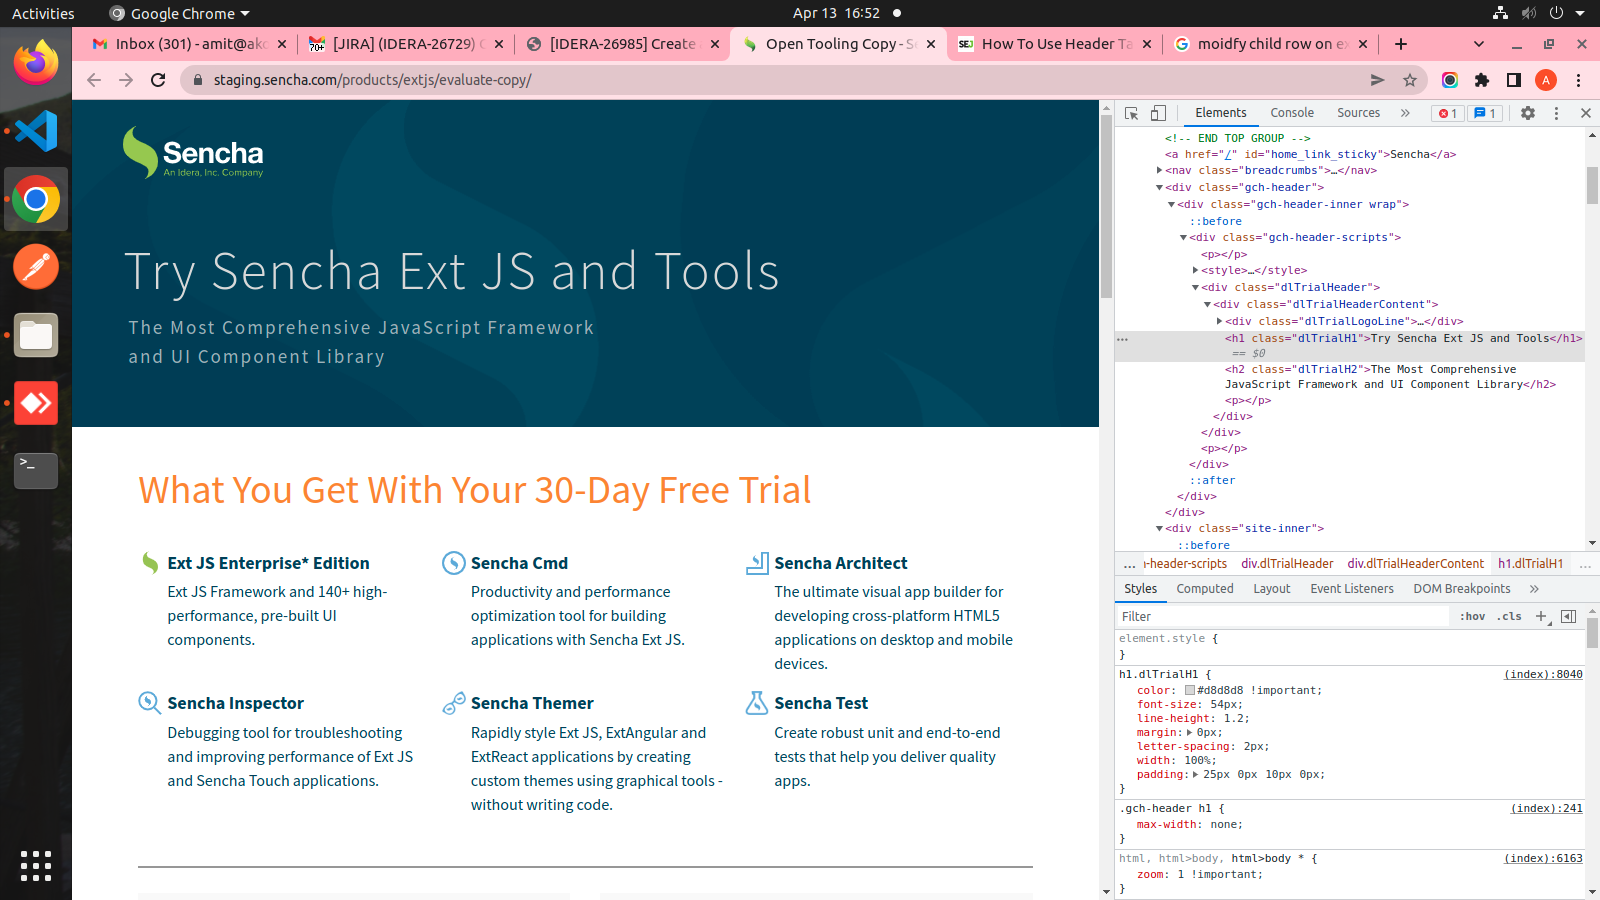 Activities
Google Chrome
Apr 13 16:52
Inbox (301) - amit@ak
[JIRA] (IDERA-26729)
[IDERA-26985] Create
Open Tooling Copy - S
How To Use Header Ta
moidfy child row on e
A
staging.sencha.com/products/extjs/evaluate-copy/
Sencha
An Idera, Inc. Company
Try Sencha Ext JS and Tools
The Most Comprehensive JavaScript Framework
and UI Component Library
What You Get With Your 30-Day Free Trial
Ext JS Enterprise* Edition
Ext JS Framework and 140+ high-
performance, pre-built UI
components.
Sencha Cmd
Productivity and performance
optimization tool for building
applications with Sencha Ext JS.
Sencha Architect
The ultimate visual app builder for
developing cross-platform HTML5
applications on desktop and mobile
devices.
Sencha Inspector
Debugging tool for troubleshooting
and improving performance of Ext JS
and Sencha Touch applications.
Sencha Themer
Rapidly style Ext JS, ExtAngular and
ExtReact applications by creating
custom themes using graphical tools -
without writing code.
Sencha Test
Create robust unit and end-to-end
tests that help you deliver quality
apps.
Elements Console Sources » 1 1
<!-- END TOP GROUP -->
<a href="/" id="home_link_sticky">Sencha</a>
<nav class="breadcrumbs">…</nav>
<div class="gch-header">
<div class="gch-header-inner wrap">
::before
<div class="gch-header-scripts">
<p></p>
<style>…</style>
<div class="dlTrialHeader">
<div class="dlTrialHeaderContent">
<div class="dlTrialLogoLine">…</div>
<h1 class="dlTrialH1">Try Sencha Ext JS and Tools</h1>
== $0
<h2 class="dlTrialH2">The Most Comprehensive
JavaScript Framework and UI Component Library</h2>
<p></p>
</div>
</div>
<p></p>
</div>
::after
</div>
</div>
<div class="site-inner">
::before
... -header-scripts div.dlTrialHeader div.dlTrialHeaderContent h1.dlTrialH1 ...
Styles Computed Layout Event Listeners DOM Breakpoints »
Filter :hov .cls +
element.style {
}
h1.dlTrialH1 { (index):8040
color: #d8d8d8 !important;
font-size: 54px;
line-height: 1.2;
margin: 0px;
letter-spacing: 2px;
width: 100%;
padding: 25px 0px 10px 0px;
}
.gch-header h1 { (index):241
max-width: none;
}
html, html>body, html>body * { (index):6163
zoom: 1 !important;
}